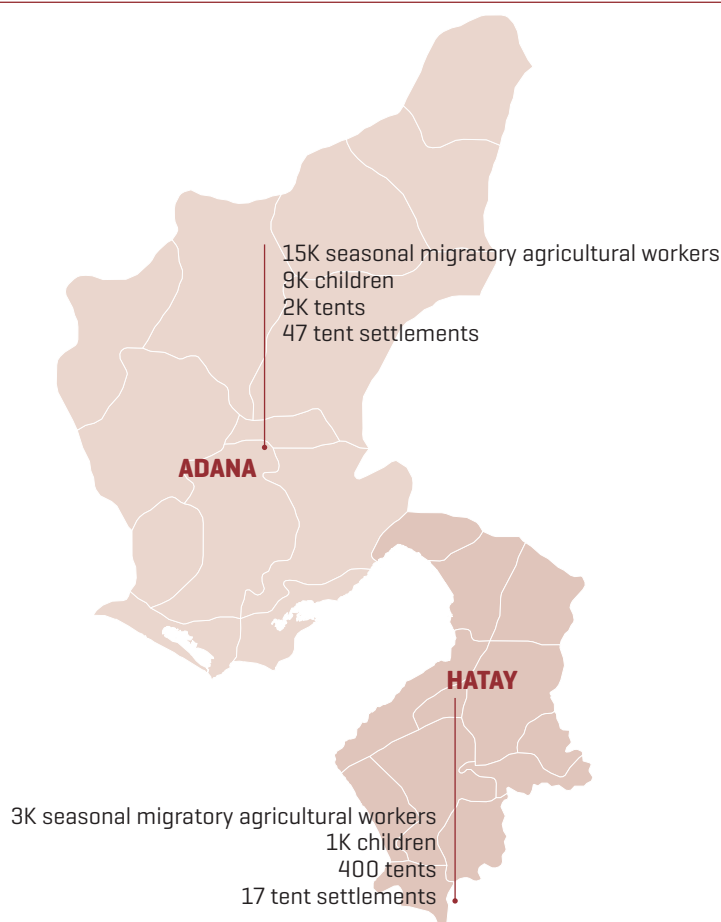 15K seasonal migratory agricultural workers
9K children
2K tents
47 tent settlements
ADANA
HATAY
3K seasonal migratory agricultural workers
1K children
400 tents
17 tent settlements